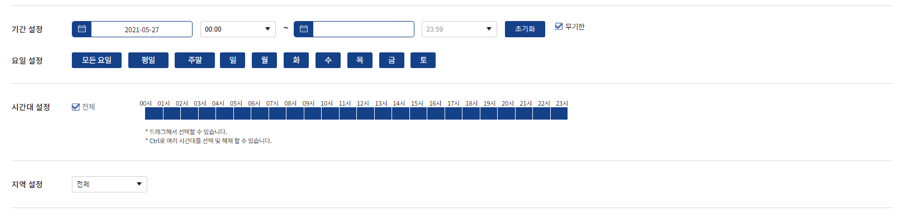 기간 설정 2021-05-27 00:00 ~ 23:59 초기화 무기한
요일 설정 모든 요일 평일 주말 일 월 화 수 목 금 토
00시 01시 02시 03시 04시 05시 06시 07시 08시 09시 10시 11시 12시 13시 14시 15시 16시 17시 18시 19시 20시 21시 22시 23시
시간대 설정 전체
* 드래그해서 선택할 수 있습니다.
* Ctrl로 여러 시간대를 선택 및 해제 할 수 있습니다.
지역 설정 전체